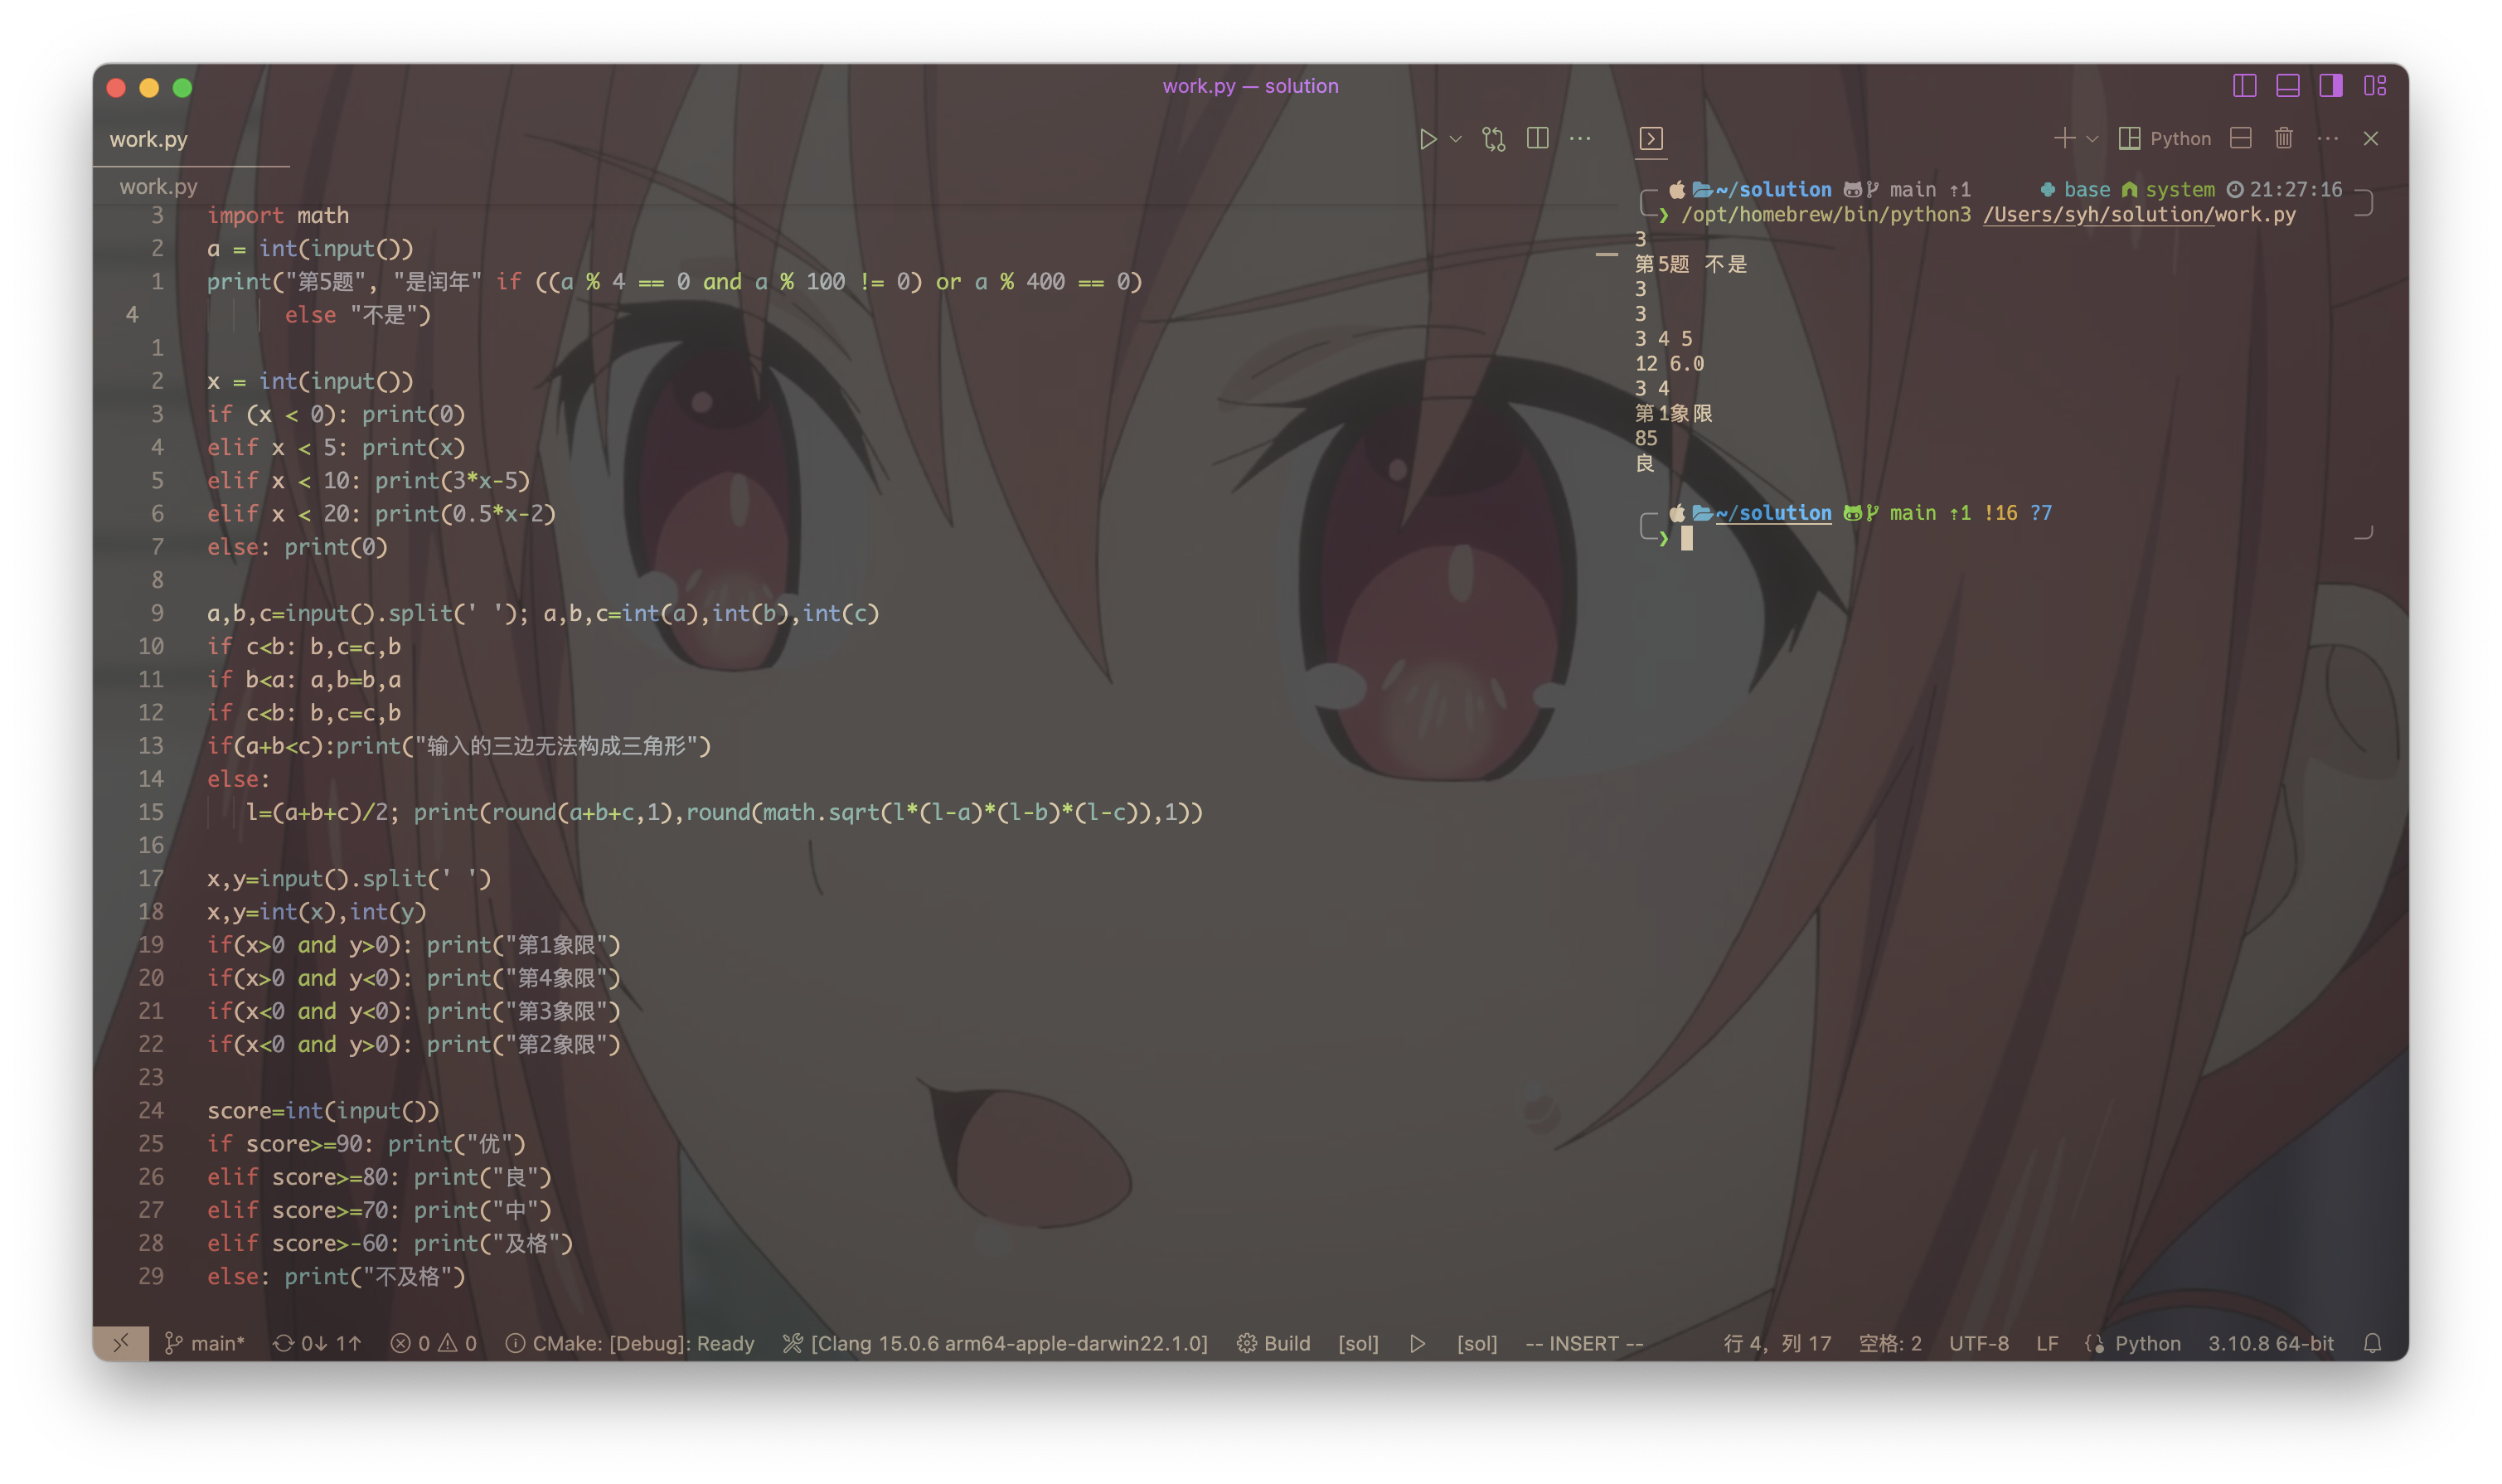 work.py — solution
work.py
work.py
3 import math
2 a = int(input())
1 print("第5题", "是闰年" if ((a % 4 == 0 and a % 100 != 0) or a % 400 == 0)
4 else "不是")
1
2 x = int(input())
3 if (x < 0): print(0)
4 elif x < 5: print(x)
5 elif x < 10: print(3*x-5)
6 elif x < 20: print(0.5*x-2)
7 else: print(0)
8
9 a,b,c=input().split(' '); a,b,c=int(a),int(b),int(c)
10 if c<b: b,c=c,b
11 if b<a: a,b=b,a
12 if c<b: b,c=c,b
13 if(a+b<c):print("输入的三边无法构成三角形")
14 else:
15 l=(a+b+c)/2; print(round(a+b+c,1),round(math.sqrt(l*(l-a)*(l-b)*(l-c)),1))
16
17 x,y=input().split(' ')
18 x,y=int(x),int(y)
19 if(x>0 and y>0): print("第1象限")
20 if(x>0 and y<0): print("第4象限")
21 if(x<0 and y<0): print("第3象限")
22 if(x<0 and y>0): print("第2象限")
23
24 score=int(input())
25 if score>=90: print("优")
26 elif score>=80: print("良")
27 elif score>=70: print("中")
28 elif score>-60: print("及格")
29 else: print("不及格")
Python
~/solution main ⇡1 base system 21:27:16
❯ /opt/homebrew/bin/python3 /Users/syh/solution/work.py
3
第5题 不是
3
3
3 4 5
12 6.0
3 4
第1象限
85
良
~/solution main ⇡1 !16 ?7
❯
main* 0↓ 1↑ 0 0 CMake: [Debug]: Ready [Clang 15.0.6 arm64-apple-darwin22.1.0] Build [sol] [sol] -- INSERT -- 行 4, 列 17 空格: 2 UTF-8 LF Python 3.10.8 64-bit